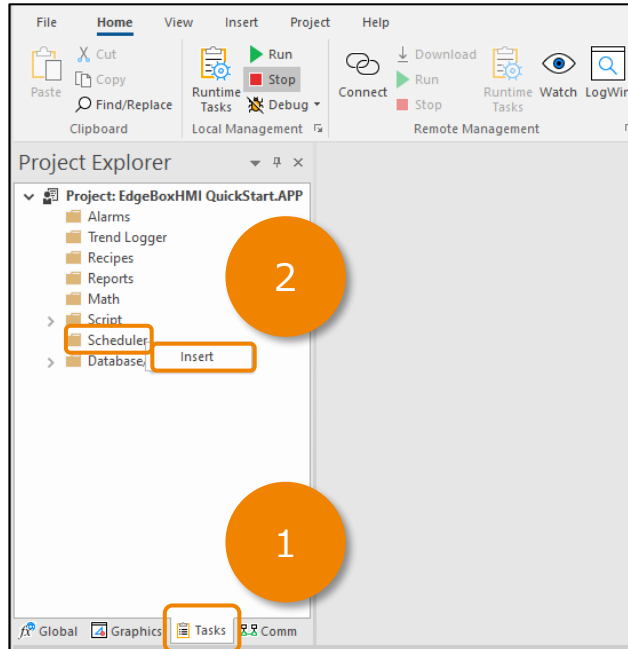 File Home View Insert Project Help
Cut
Copy
Find/Replace
Paste
Clipboard
Runtime
Tasks
Run
Stop
Debug
Local Management
Connect
Download
Run
Stop
Runtime
Tasks
Watch
Remote Management
Project Explorer
Project: EdgeBoxHMI QuickStart.APP
Alarms
Trend Logger
Recipes
Reports
Math
Script
Scheduler
Insert
Database/
2
1
fx Global Graphics Tasks Comm